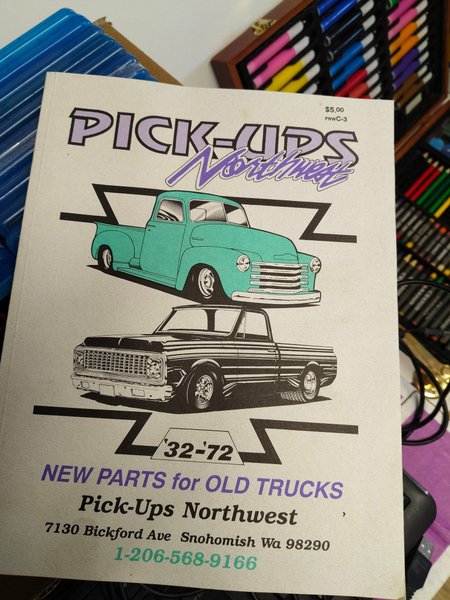 $5.00
PNWC-3
PICK-UPS
Northwest
'32-'72
NEW PARTS for OLD TRUCKS
Pick-Ups Northwest
7130 Bickford Ave Snohomish Wa 98290
1-206-568-9166